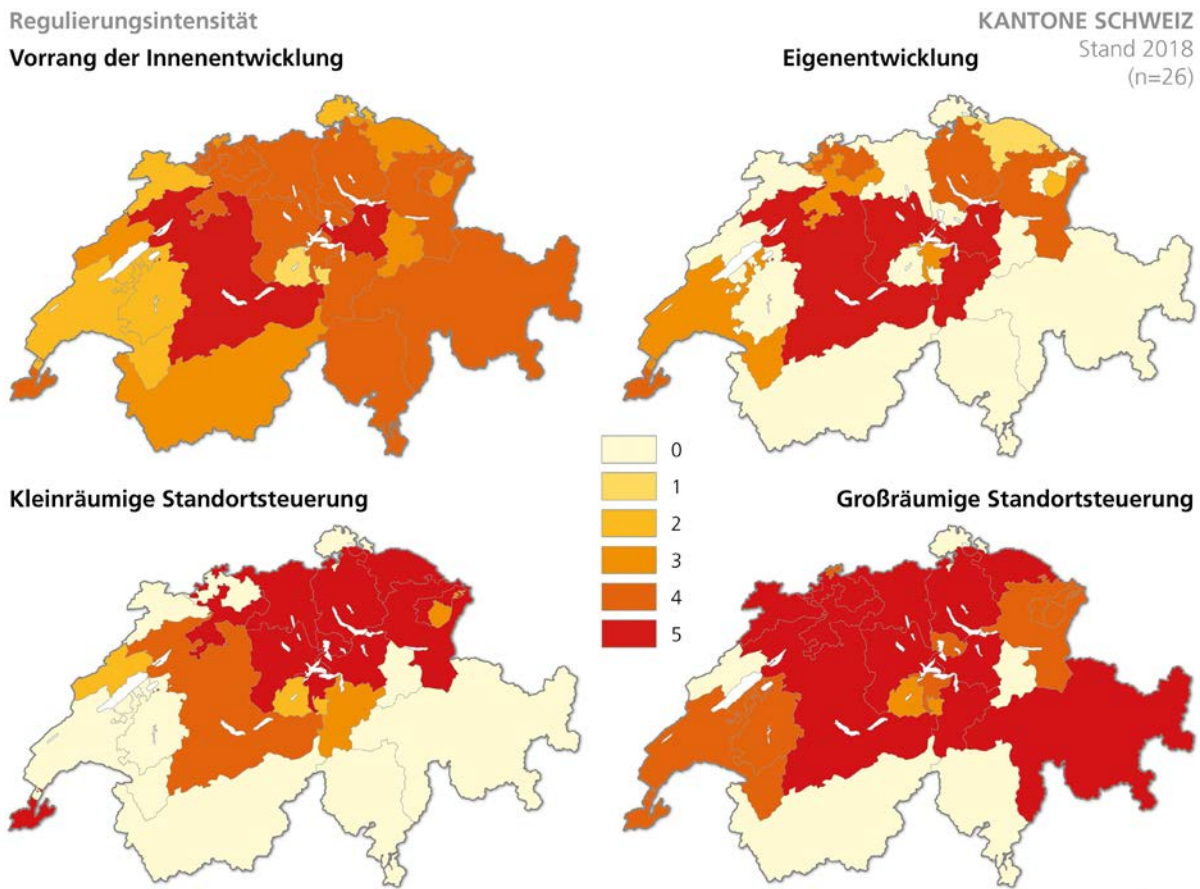 Regulierungsintensität
KANTONE SCHWEIZ
Vorrang der Innenentwicklung
Eigenentwicklung
Stand 2018
(n=26)
0
1
2
3
4
5
Kleinräumige Standortsteuerung
Großräumige Standortsteuerung